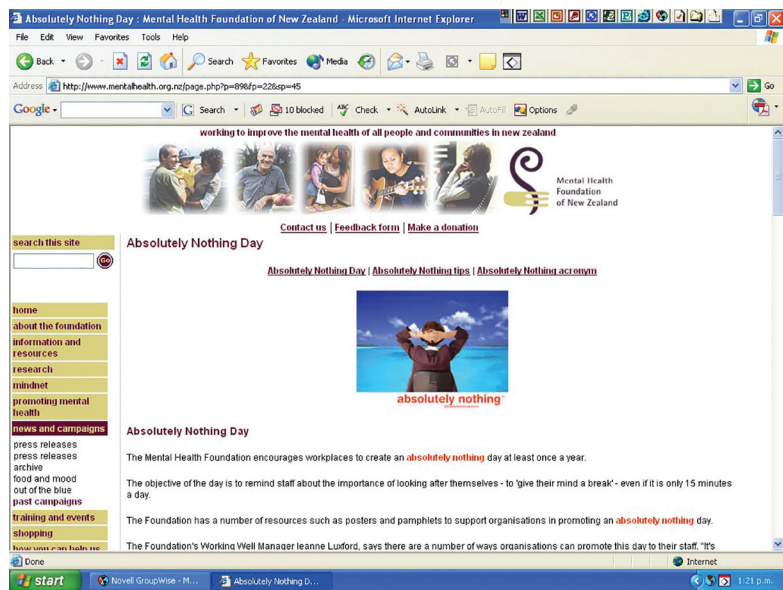 Absolutely Nothing Day : Mental Health Foundation of New Zealand - Microsoft Internet Explorer
File Edit View Favorites Tools Help
Back Search Favorites Media
Address http://www.mentalhealth.org.nz/page.php?p=89&fp=22&sp=45 Go
Google Search 10 blocked Check AutoLink AutoFill Options
working to improve the mental health of all people and communities in new zealand
Mental Health
Foundation
of New Zealand
Contact us | Feedback form | Make a donation
search this site
Go
Absolutely Nothing Day
Absolutely Nothing Day | Absolutely Nothing tips | Absolutely Nothing acronym
absolutely nothing
home
about the foundation
information and
resources
research
mindnet
promoting mental
health
news and campaigns
press releases
press releases
archive
food and mood
out of the blue
past campaigns
training and events
shopping
how you can help us
Absolutely Nothing Day
The Mental Health Foundation encourages workplaces to create an absolutely nothing day at least once a year.
The objective of the day is to remind staff about the importance of looking after themselves - to 'give their mind a break' - even if it is only 15 minutes
a day.
The Foundation has a number of resources such as posters and pamphlets to support organisations in promoting an absolutely nothing day.
The Foundation's Working Well Manager leanne Luxford, says there are a number of ways organisations can promote this day to their staff. "It's
Done Internet
start Novell GroupWise - M... Absolutely Nothing D... 1:21 p.m.